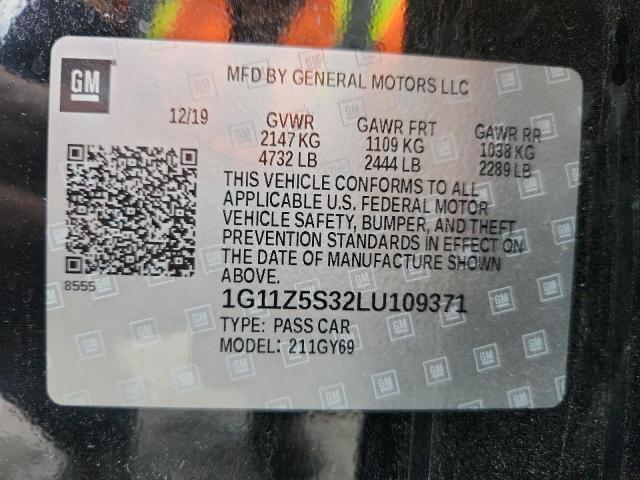 GM
MFD BY GENERAL MOTORS LLC
12/19
GVWR
2147 KG
4732 LB
GAWR FRT
1109 KG
2444 LB
GAWR RR
1038 KG
2289 LB
THIS VEHICLE CONFORMS TO ALL
APPLICABLE U.S. FEDERAL MOTOR
VEHICLE SAFETY, BUMPER, AND THEFT
PREVENTION STANDARDS IN EFFECT ON
THE DATE OF MANUFACTURE SHOWN
ABOVE.
8555
1G11Z5S32LU109371
TYPE: PASS CAR
MODEL: 211GY69